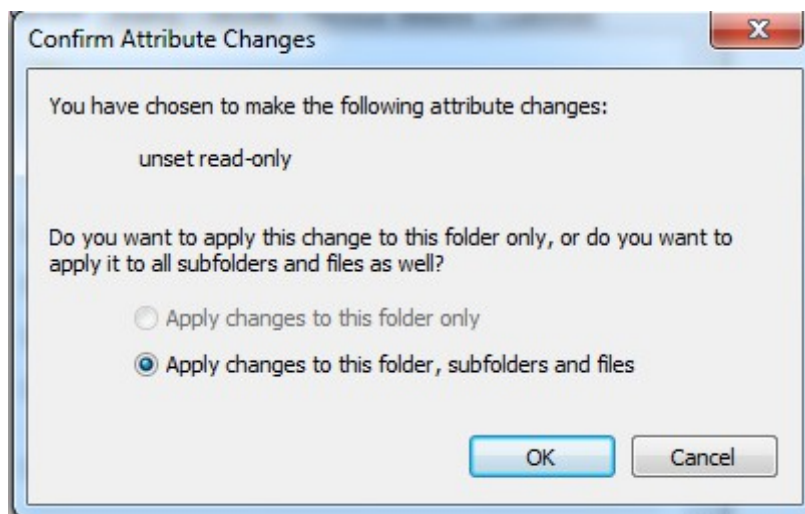 Confirm Attribute Changes
You have chosen to make the following attribute changes:
unset read-only
Do you want to apply this change to this folder only, or do you want to
apply it to all subfolders and files as well?
Apply changes to this folder only
Apply changes to this folder, subfolders and files
OK
Cancel